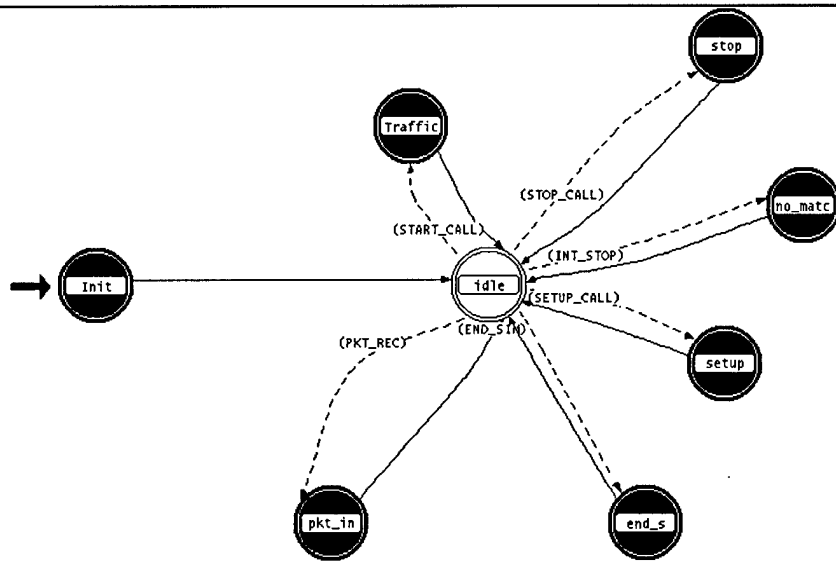 stop
Traffic
(STOP_CALL)
no_matc
(START_CALL)
(INT_STOP)
Init
idle
(SETUP_CALL)
(END_SIM)
(PKT_REC)
setup
pkt_in
end_s